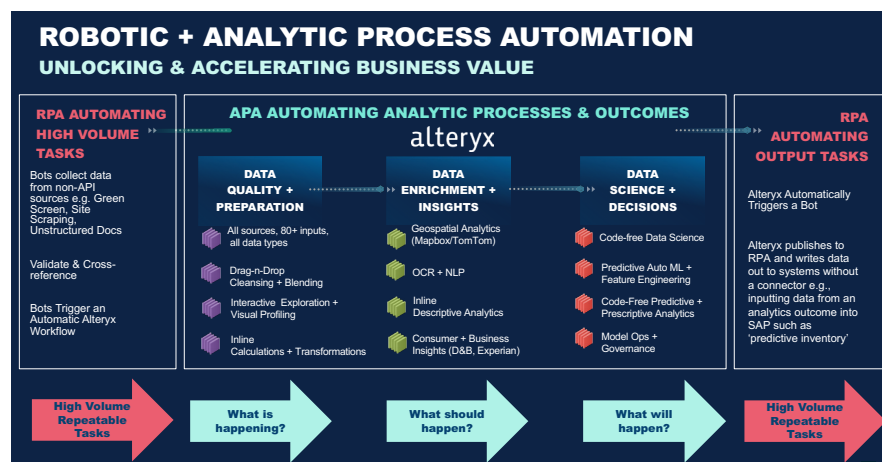 ROBOTIC + ANALYTIC PROCESS AUTOMATION
UNLOCKING & ACCELERATING BUSINESS VALUE
RPA AUTOMATING
HIGH VOLUME
TASKS
Bots collect data
from non-API
sources e.g. Green
Screen, Site
Scraping,
Unstructured Docs
Validate & Cross-
reference
Bots Trigger an
Automatic Alteryx
Workflow
APA AUTOMATING ANALYTIC PROCESSES & OUTCOMES
alteryx
DATA
QUALITY +
PREPARATION
All sources, 80+ inputs,
all data types
Drag-n-Drop
Cleansing + Blending
Interactive Exploration +
Visual Profiling
Inline
Calculations + Transformations
DATA
ENRICHMENT +
INSIGHTS
Geospatial Analytics
(Mapbox/TomTom)
OCR + NLP
Inline
Descriptive Analytics
Consumer + Business
Insights (D&B, Experian)
DATA
SCIENCE +
DECISIONS
Code-free Data Science
Predictive Auto ML +
Feature Engineering
Code-Free Predictive +
Prescriptive Analytics
Model Ops +
Governance
RPA
AUTOMATING
OUTPUT TASKS
Alteryx Automatically
Triggers a Bot
Alteryx publishes to
RPA and writes data
out to systems without
a connector e.g.,
inputting data from an
analytics outcome into
SAP such as
‘predictive inventory’
High Volume
Repeatable
Tasks
What is
happening?
What should
happen?
What will
happen?
High Volume
Repeatable
Tasks